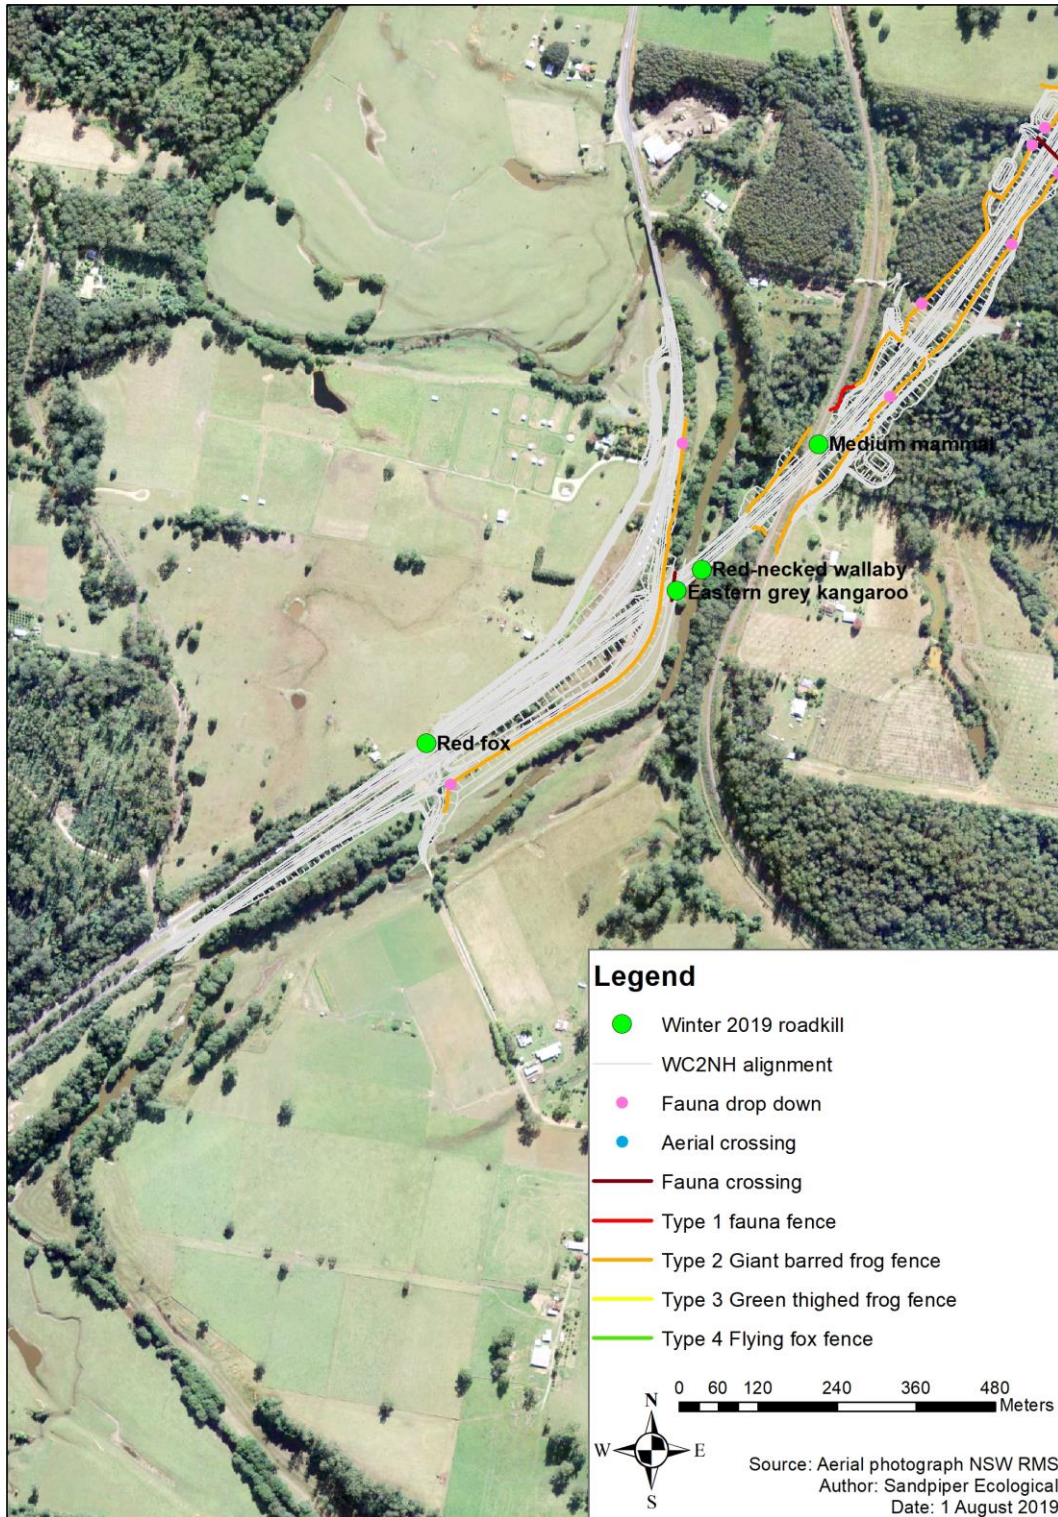 Medium mammal
Red-necked wallaby
Eastern grey kangaroo
Red fox
Legend
Winter 2019 roadkill
WC2NH alignment
Fauna drop down
Aerial crossing
Fauna crossing
Type 1 fauna fence
Type 2 Giant barred frog fence
Type 3 Green thighed frog fence
Type 4 Flying fox fence
0 60 120 240 360 480
Meters
N
W E
S
Source: Aerial photograph NSW RMS
Author: Sandpiper Ecological
Date: 1 August 2019